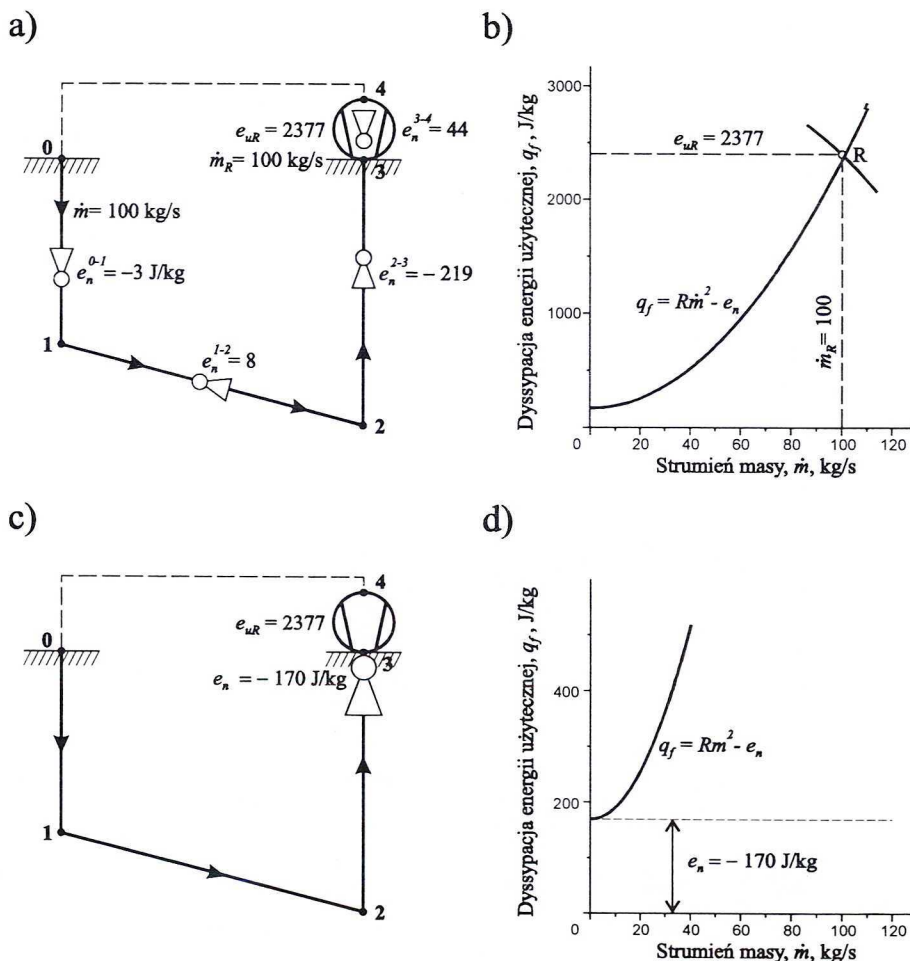 a)
4
e_uR = 2377
e_n^3-4 = 44
ṁ_R = 100 kg/s
0
3
ṁ = 100 kg/s
e_n^0-1 = −3 J/kg
e_n^2-3 = − 219
1
e_n^1-2 = 8
2
b)
Dyssypacja energii użytecznej, q_f, J/kg
3000
2000
1000
0
e_uR = 2377
R
q_f = Rṁ² - e_n
ṁ_R = 100
0 20 40 60 80 100 120
Strumień masy, ṁ, kg/s
c)
4
e_uR = 2377
0
3
e_n = − 170 J/kg
1
2
d)
Dyssypacja energii użytecznej, q_f, J/kg
400
200
0
q_f = Rm² - e_n
e_n = − 170 J/kg
0 20 40 60 80 100 120
Strumień masy, ṁ, kg/s